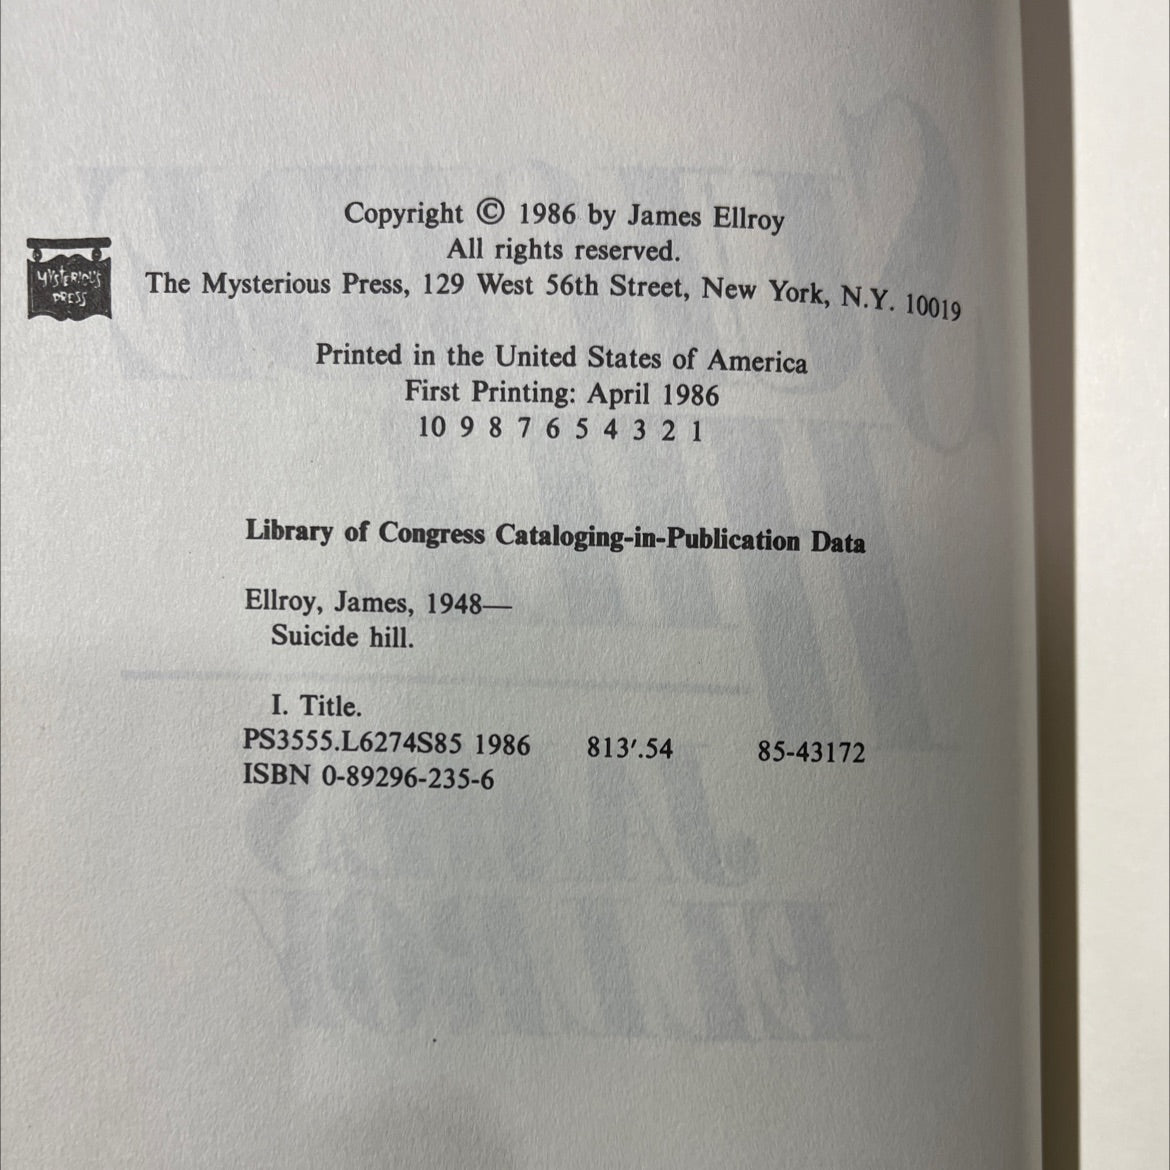 Copyright © 1986 by James Ellroy
All rights reserved.
MYSTERIOUS
PRESS
The Mysterious Press, 129 West 56th Street, New York, N.Y. 10019
Printed in the United States of America
First Printing: April 1986
10 9 8 7 6 5 4 3 2 1
Library of Congress Cataloging-in-Publication Data
Ellroy, James, 1948—
Suicide hill.
I. Title.
PS3555.L6274S85 1986 813′.54 85-43172
ISBN 0-89296-235-6